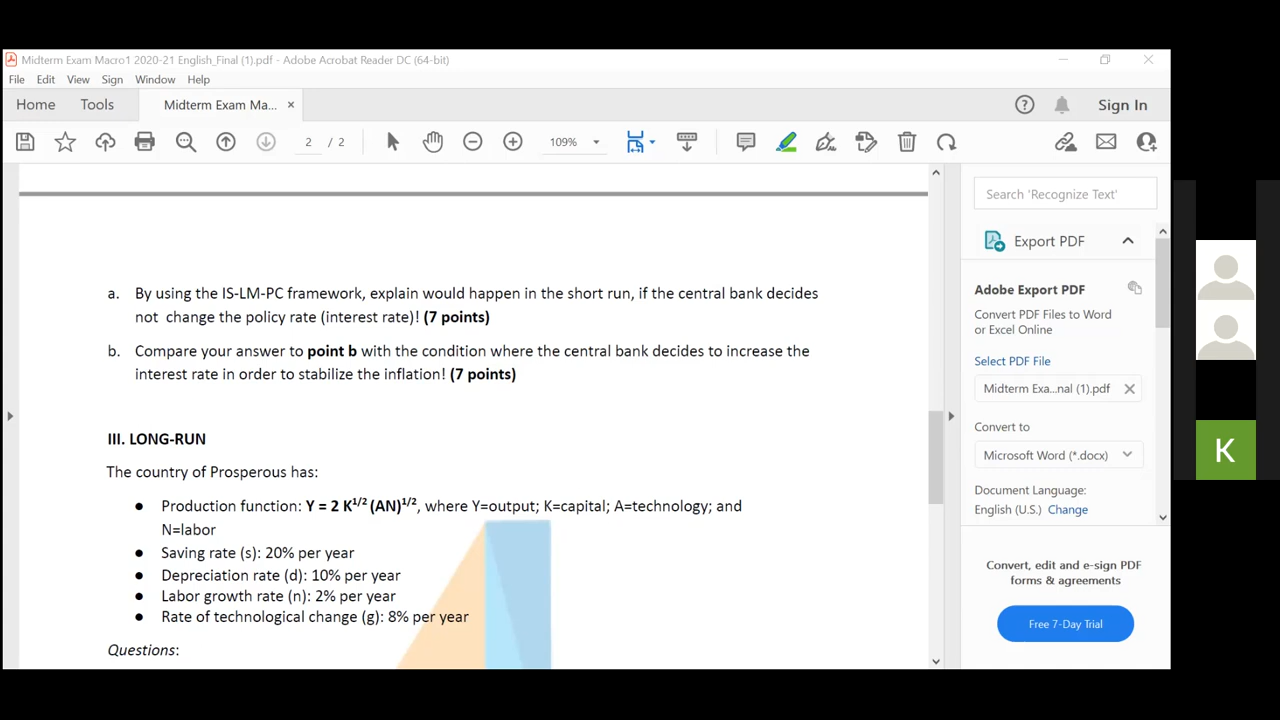 Midterm Exam Macro1 2020-21 English_Final (1).pdf - Adobe Acrobat Reader DC (64-bit)
File Edit View Sign Window Help
Home Tools Midterm Exam Ma... × Sign In
2 / 2 109%
Search 'Recognize Text'
Export PDF
Adobe Export PDF
Convert PDF Files to Word
or Excel Online
Select PDF File
Midterm Exa...nal (1).pdf
Convert to
Microsoft Word (*.docx)
Document Language:
English (U.S.) Change
Convert, edit and e-sign PDF
forms & agreements
Free 7-Day Trial
a. By using the IS-LM-PC framework, explain would happen in the short run, if the central bank decides
not change the policy rate (interest rate)! (7 points)
b. Compare your answer to point b with the condition where the central bank decides to increase the
interest rate in order to stabilize the inflation! (7 points)
III. LONG-RUN
The country of Prosperous has:
● Production function: Y = 2 K^1/2 (AN)^1/2, where Y=output; K=capital; A=technology; and
N=labor
● Saving rate (s): 20% per year
● Depreciation rate (d): 10% per year
● Labor growth rate (n): 2% per year
● Rate of technological change (g): 8% per year
Questions:
K